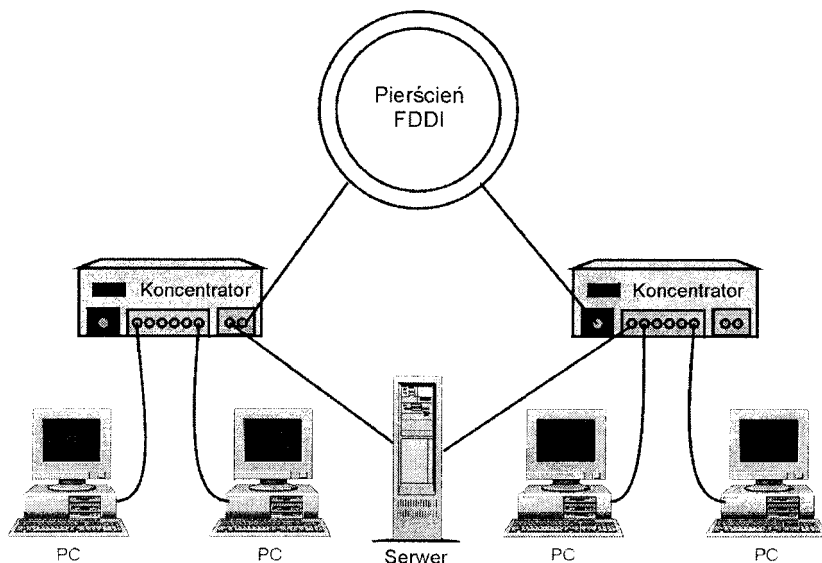 Pierścień
FDDI
Koncentrator
Koncentrator
PC
PC
Serwer
PC
PC